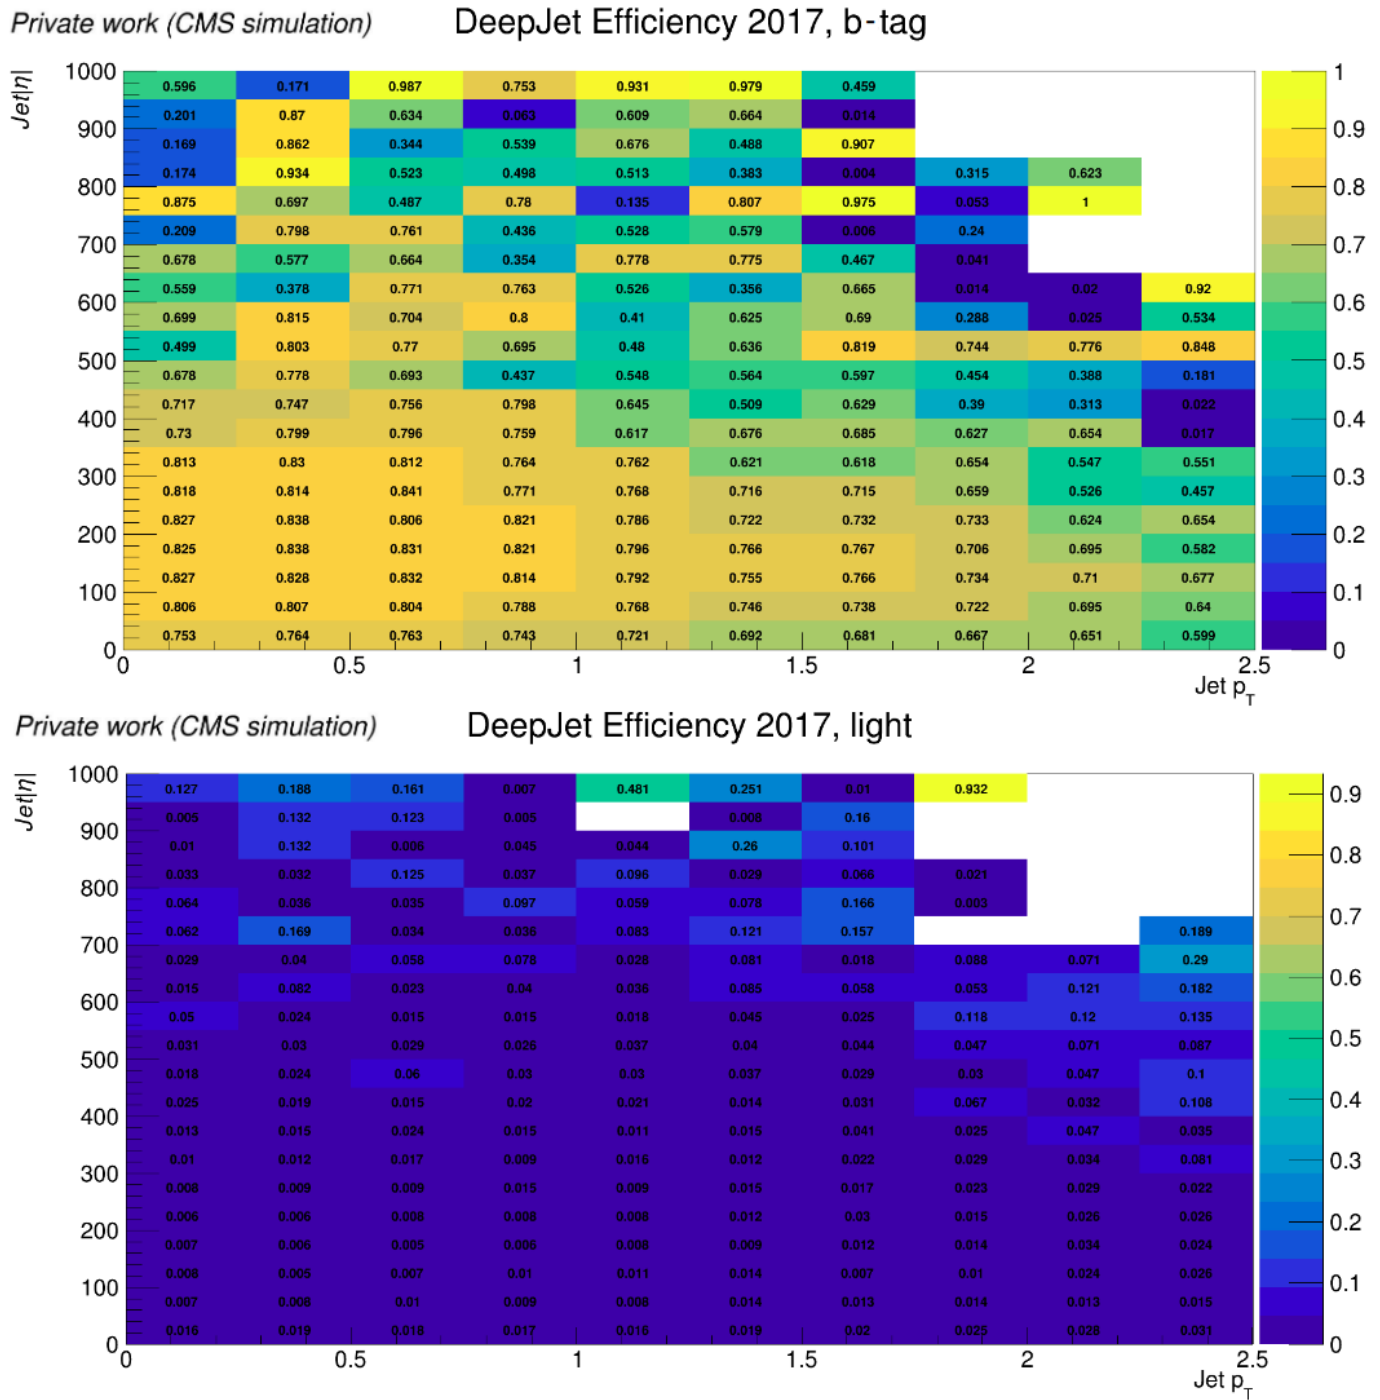 Private work (CMS simulation) DeepJet Efficiency 2017, b-tag
Jet|η|
1000 0.596 0.171 0.987 0.753 0.931 0.979 0.459 1
0.201 0.87 0.634 0.063 0.609 0.664 0.014
900 0.169 0.862 0.344 0.539 0.676 0.488 0.907 0.9
0.174 0.934 0.523 0.498 0.513 0.383 0.004 0.315 0.623
800 0.875 0.697 0.487 0.78 0.135 0.807 0.975 0.053 1 0.8
0.209 0.798 0.761 0.436 0.528 0.579 0.006 0.24
700 0.678 0.577 0.664 0.354 0.778 0.775 0.467 0.041 0.7
0.559 0.378 0.771 0.763 0.526 0.356 0.665 0.014 0.02 0.92
600 0.699 0.815 0.704 0.8 0.41 0.625 0.69 0.288 0.025 0.534 0.6
0.499 0.803 0.77 0.695 0.48 0.636 0.819 0.744 0.776 0.848
500 0.678 0.778 0.693 0.437 0.548 0.564 0.597 0.454 0.388 0.181 0.5
0.717 0.747 0.756 0.798 0.645 0.509 0.629 0.39 0.313 0.022
400 0.73 0.799 0.796 0.759 0.617 0.676 0.685 0.627 0.654 0.017 0.4
0.813 0.83 0.812 0.764 0.762 0.621 0.618 0.654 0.547 0.551
300 0.818 0.814 0.841 0.771 0.768 0.716 0.715 0.659 0.526 0.457 0.3
0.827 0.838 0.806 0.821 0.786 0.722 0.732 0.733 0.624 0.654
200 0.825 0.838 0.831 0.821 0.796 0.766 0.767 0.706 0.695 0.582 0.2
0.827 0.828 0.832 0.814 0.792 0.755 0.766 0.734 0.71 0.677
100 0.806 0.807 0.804 0.788 0.768 0.746 0.738 0.722 0.695 0.64 0.1
0.753 0.764 0.763 0.743 0.721 0.692 0.681 0.667 0.651 0.599
0 0
0 0.5 1 1.5 2 2.5
Jet pT
Private work (CMS simulation) DeepJet Efficiency 2017, light
Jet|η|
1000 0.127 0.188 0.161 0.007 0.481 0.251 0.01 0.932 0.9
0.005 0.132 0.123 0.005 0.008 0.16
900 0.01 0.132 0.006 0.045 0.044 0.26 0.101 0.8
0.033 0.032 0.125 0.037 0.096 0.029 0.066 0.021
800 0.064 0.036 0.035 0.097 0.059 0.078 0.166 0.003 0.7
0.062 0.169 0.034 0.036 0.083 0.121 0.157 0.189
700 0.029 0.04 0.058 0.078 0.028 0.081 0.018 0.088 0.071 0.29 0.6
0.015 0.082 0.023 0.04 0.036 0.085 0.058 0.053 0.121 0.182
600 0.05 0.024 0.015 0.015 0.018 0.045 0.025 0.118 0.12 0.135
0.031 0.03 0.029 0.026 0.037 0.04 0.044 0.047 0.071 0.087 0.5
500 0.018 0.024 0.06 0.03 0.03 0.037 0.029 0.03 0.047 0.1
0.025 0.019 0.015 0.02 0.021 0.014 0.031 0.067 0.032 0.108 0.4
400 0.013 0.015 0.024 0.015 0.011 0.015 0.041 0.025 0.047 0.035
0.01 0.012 0.017 0.009 0.016 0.012 0.022 0.029 0.034 0.081 0.3
300 0.008 0.009 0.009 0.015 0.009 0.015 0.017 0.023 0.029 0.022
0.006 0.006 0.008 0.008 0.008 0.012 0.03 0.015 0.026 0.026 0.2
200 0.007 0.006 0.005 0.006 0.008 0.009 0.012 0.014 0.034 0.024
0.008 0.005 0.007 0.01 0.011 0.014 0.007 0.01 0.024 0.026 0.1
100 0.007 0.008 0.01 0.009 0.008 0.014 0.013 0.014 0.013 0.015
0.016 0.019 0.018 0.017 0.016 0.019 0.02 0.025 0.028 0.031
0 0
0 0.5 1 1.5 2 2.5
Jet pT